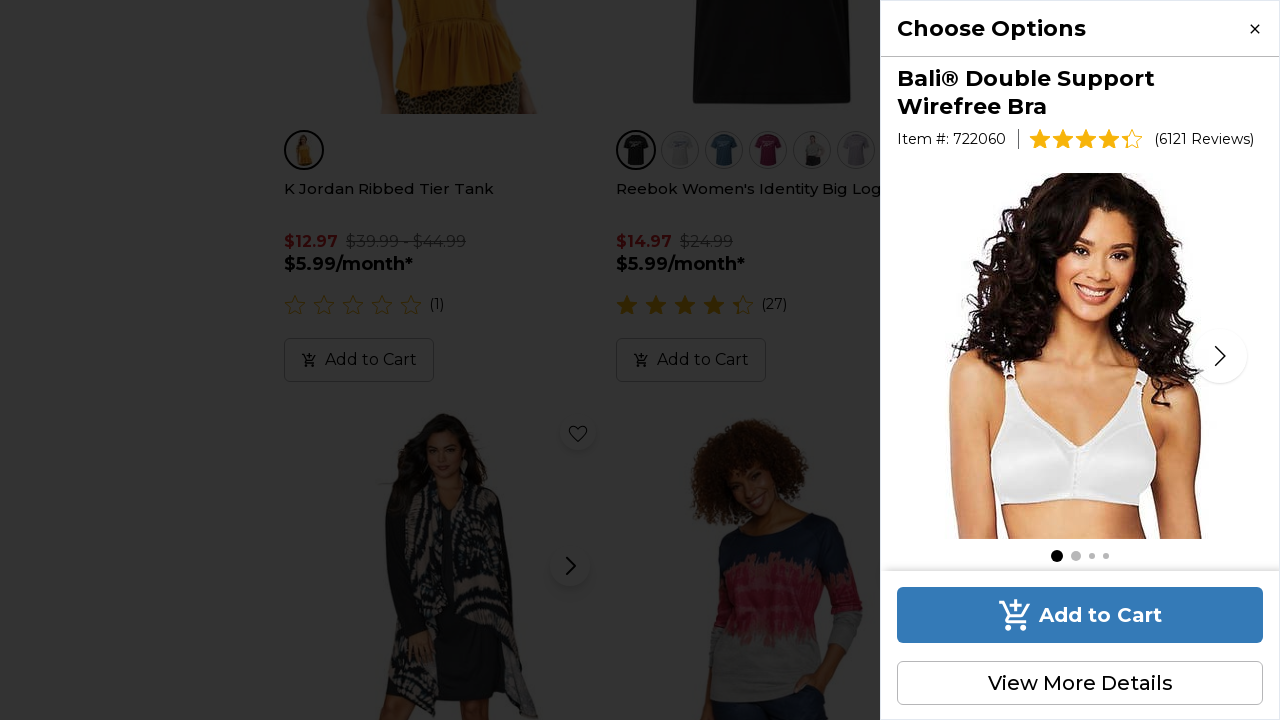 Choose Options
Bali® Double Support
Wirefree Bra
Item #: 722060
(6121 Reviews)
Add to Cart
View More Details
K Jordan Ribbed Tier Tank
$12.97 $39.99 - $44.99
$5.99/month*
(1)
Add to Cart
Reebok Women's Identity Big Log
$14.97 $24.99
$5.99/month*
(27)
Add to Cart